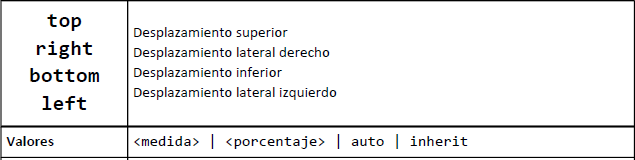 top
right
bottom
left
Desplazamiento superior
Desplazamiento lateral derecho
Desplazamiento inferior
Desplazamiento lateral izquierdo
Valores
<medida> | <porcentaje> | auto | inherit